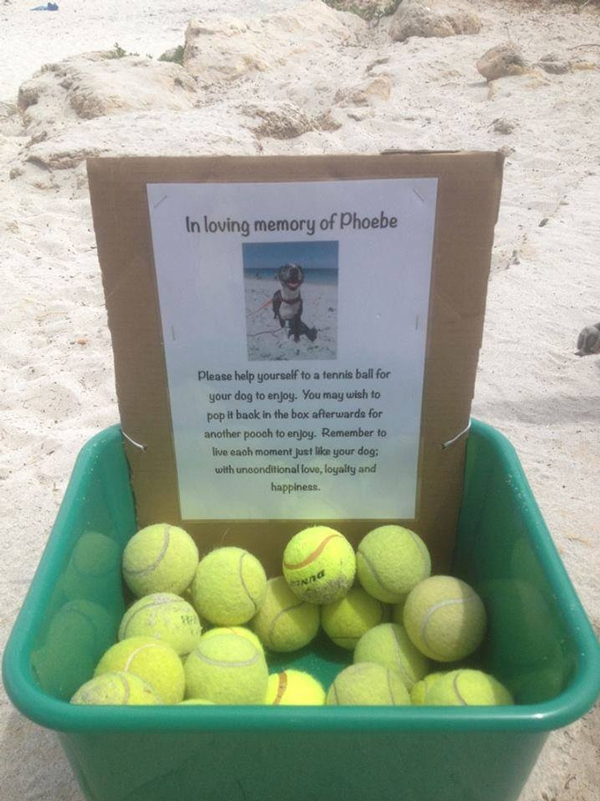 In loving memory of Phoebe
Please help yourself to a tennis ball for
your dog to enjoy. You may wish to
pop it back in the box afterwards for
another pooch to enjoy. Remember to
live each moment just like your dog;
with unconditional love, loyalty and
happiness.